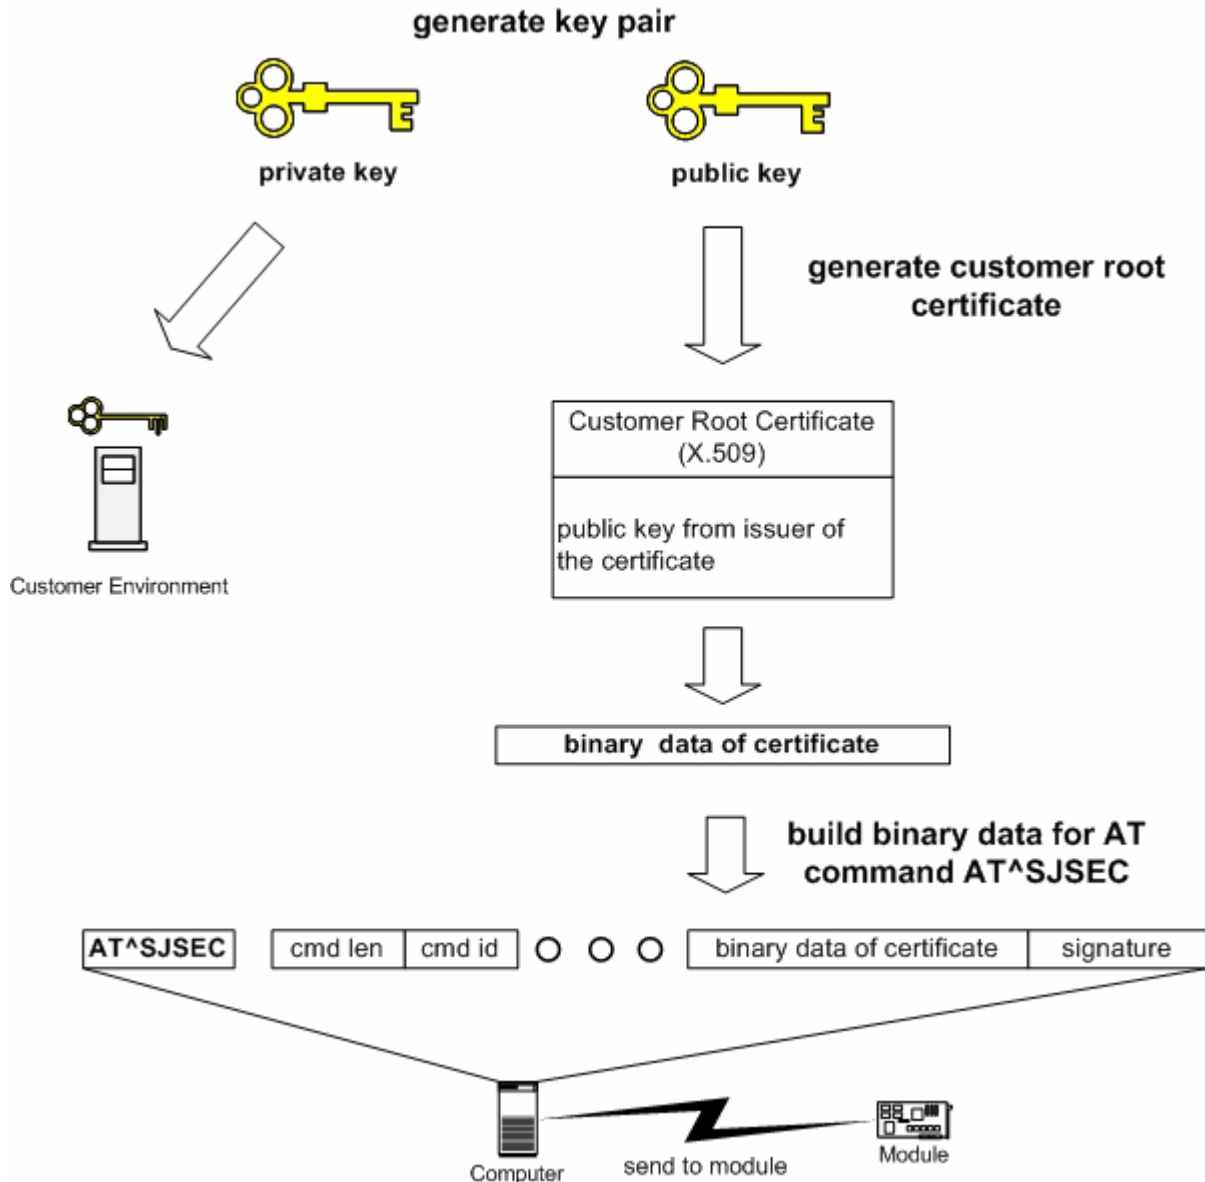 generate key pair
private key
public key
generate customer root
certificate
Customer Root Certificate
(X.509)
public key from issuer of
the certificate
Customer Environment
binary data of certificate
build binary data for AT
command AT^SJSEC
AT^SJSEC cmd len cmd id binary data of certificate signature
Computer
send to module
Module